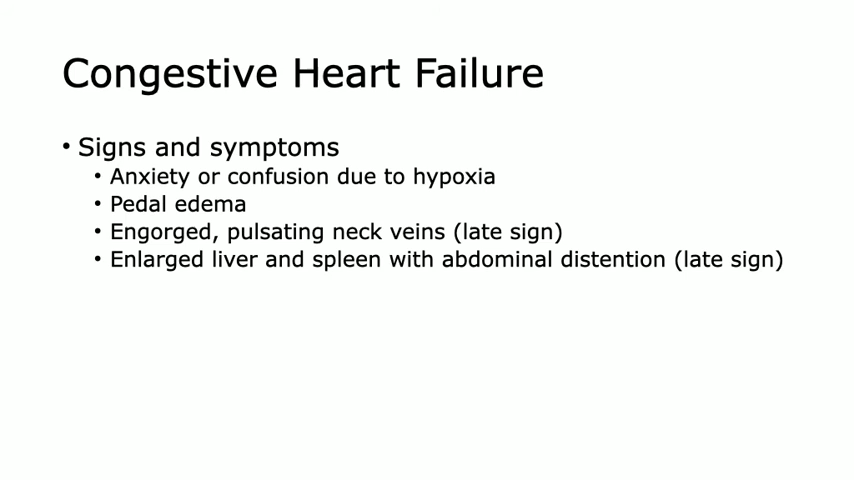 Congestive Heart Failure
• Signs and symptoms
• Anxiety or confusion due to hypoxia
• Pedal edema
• Engorged, pulsating neck veins (late sign)
• Enlarged liver and spleen with abdominal distention (late sign)